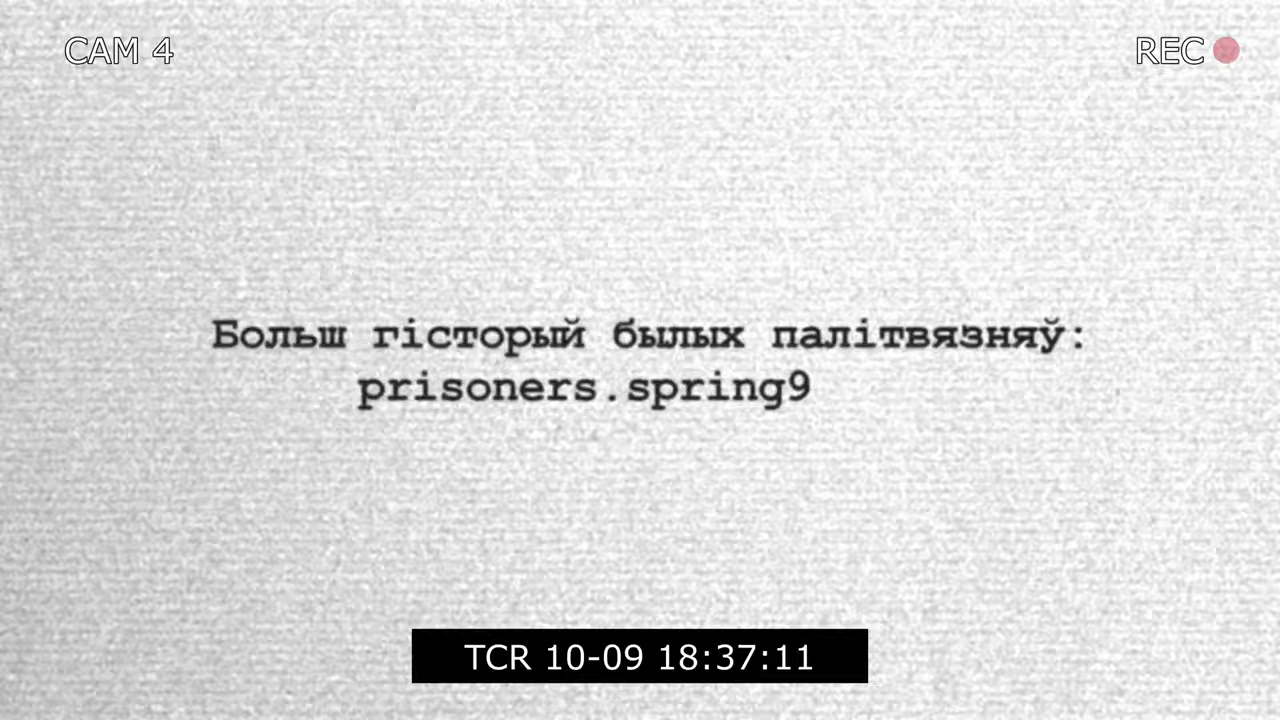 CAM 4
REC
Больш гісторый былых палітвязняў:
prisoners.spring9
TCR 10-09 18:37:11